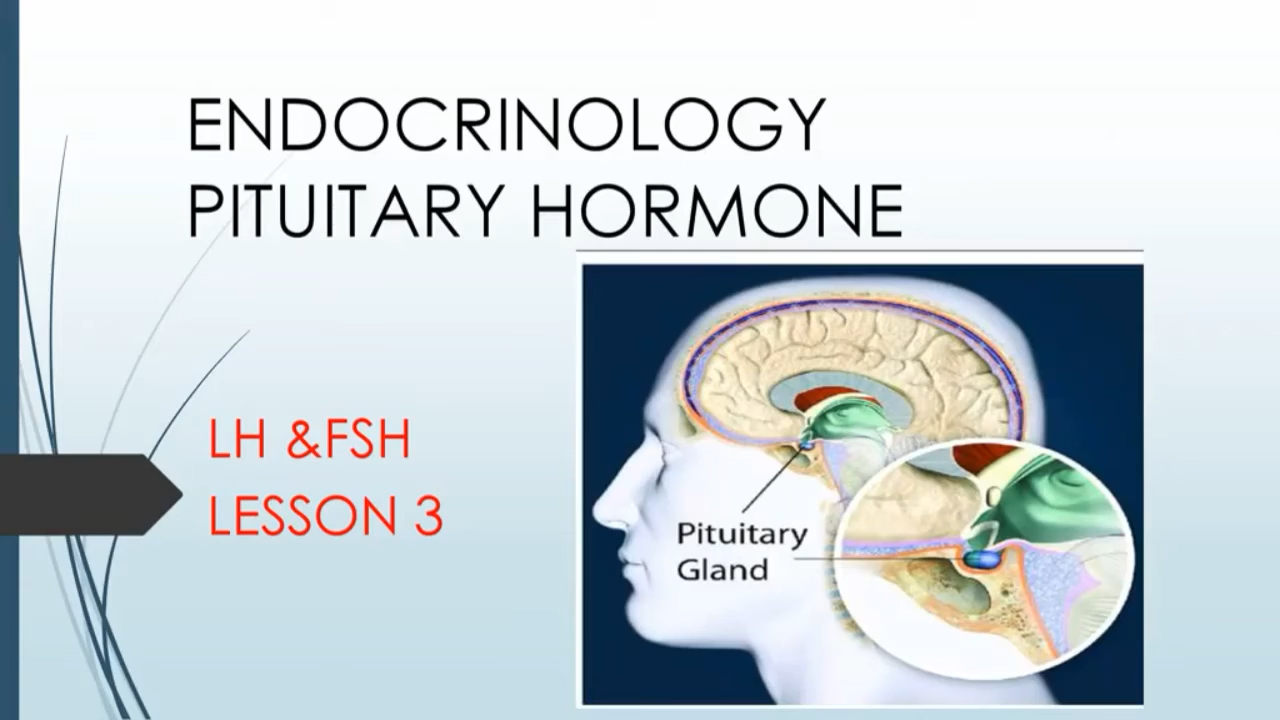 ENDOCRINOLOGY
PITUITARY HORMONE
LH &FSH
LESSON 3
Pituitary
Gland